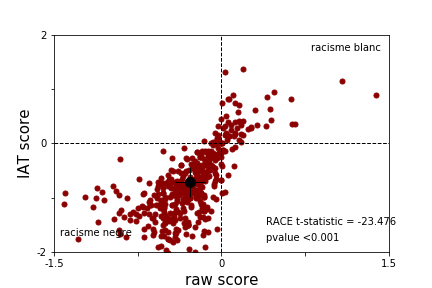 2
racisme blanc
IAT score
0
RACE t-statistic = -23.476
pvalue <0.001
racisme negre
-2
-1.5
0
1.5
raw score